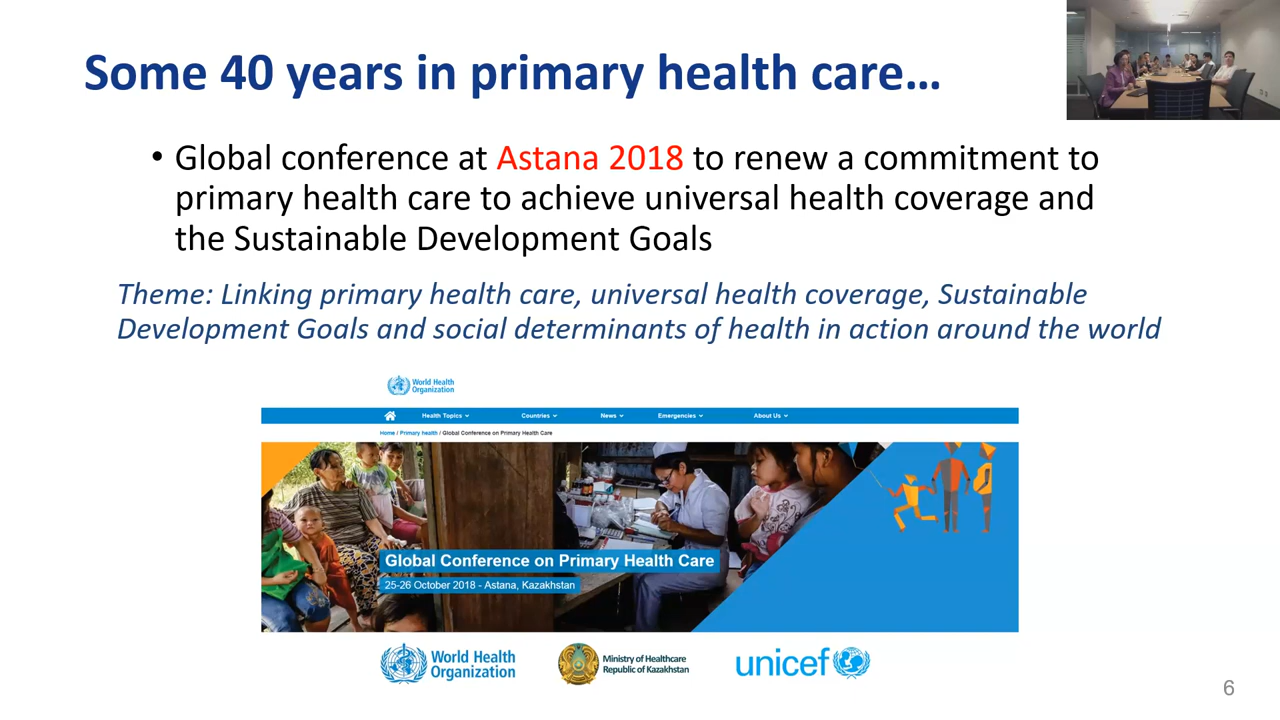 Some 40 years in primary health care…
• Global conference at Astana 2018 to renew a commitment to
primary health care to achieve universal health coverage and
the Sustainable Development Goals
Theme: Linking primary health care, universal health coverage, Sustainable
Development Goals and social determinants of health in action around the world
World Health
Organization
Health Topics
Countries
News
Emergencies
About Us
Home / Primary health / Global Conference on Primary Health Care
Global Conference on Primary Health Care
25-26 October 2018 - Astana, Kazakhstan
World Health
Organization
Ministry of Healthcare
Republic of Kazakhstan
unicef
6